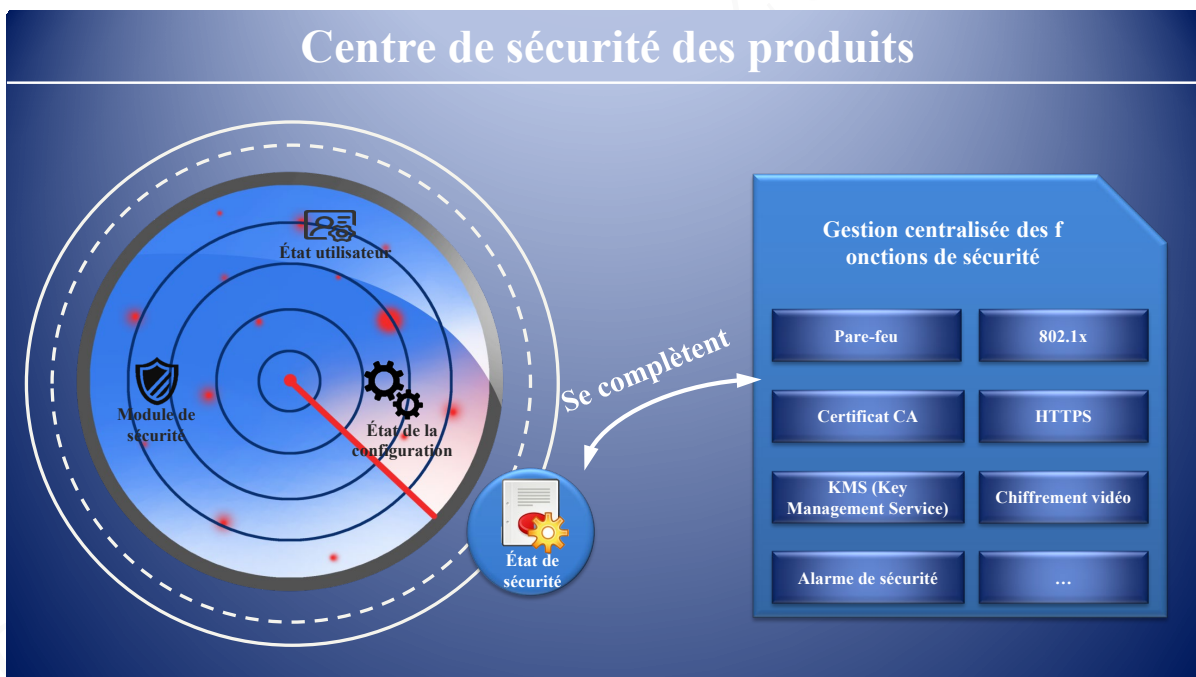 Centre de sécurité des produits
État utilisateur
Module de
sécurité
État de la
configuration
État de
sécurité
Se complètent
Gestion centralisée des f
onctions de sécurité
Pare-feu
802.1x
Certificat CA
HTTPS
KMS (Key
Management Service)
Chiffrement vidéo
Alarme de sécurité
…